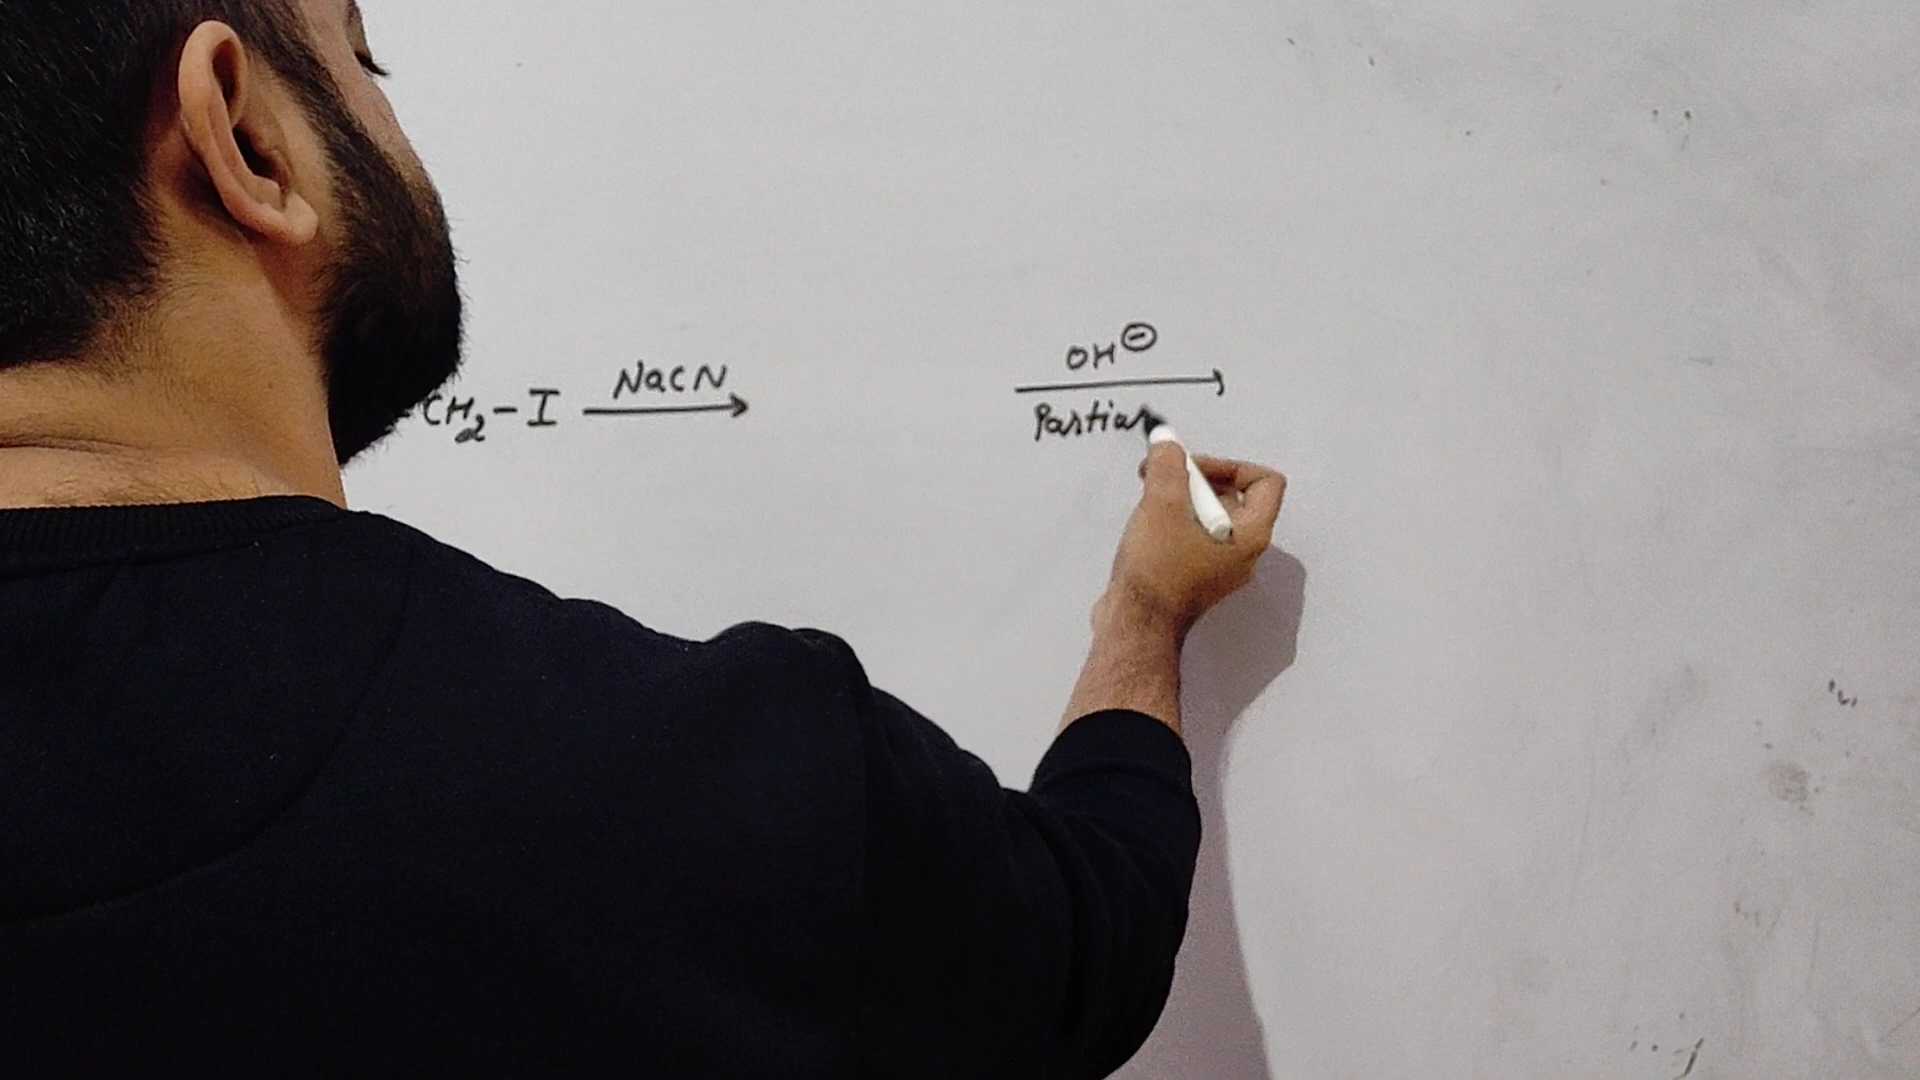 CH₂-I NaCN → OH⊖ →
Partia